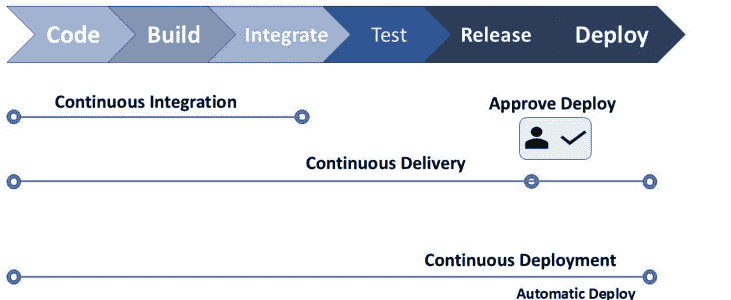 Code Build Integrate Test Release Deploy
Continuous Integration
Approve Deploy
Continuous Delivery
Continuous Deployment
Automatic Deploy